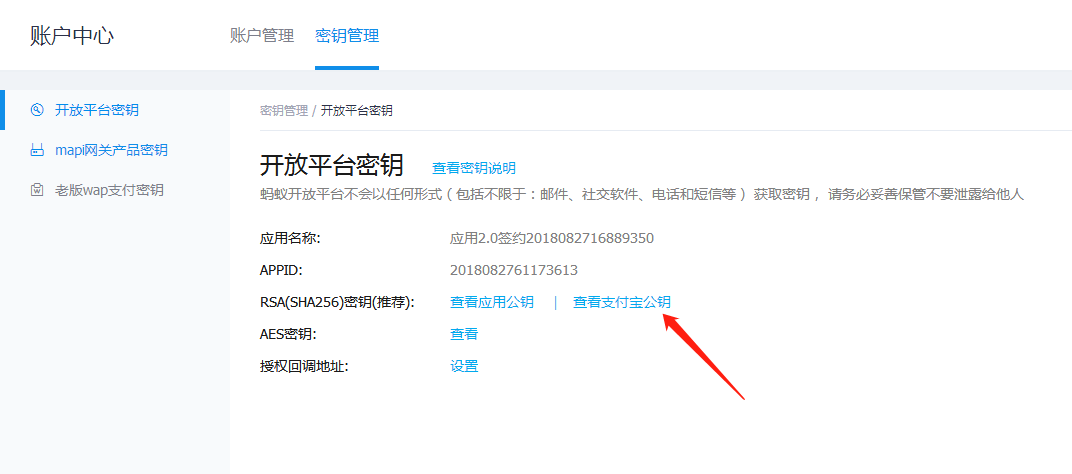 账户中心 账户管理 密钥管理
开放平台密钥
mapi网关产品密钥
老版wap支付密钥
密钥管理 / 开放平台密钥
开放平台密钥 查看密钥说明
蚂蚁开放平台不会以任何形式（包括不限于：邮件、社交软件、电话和短信等）获取密钥，请务必妥善保管不要泄露给他人
应用名称: 应用2.0签约2018082716889350
APPID: 2018082761173613
RSA(SHA256)密钥(推荐): 查看应用公钥 | 查看支付宝公钥
AES密钥: 查看
授权回调地址: 设置